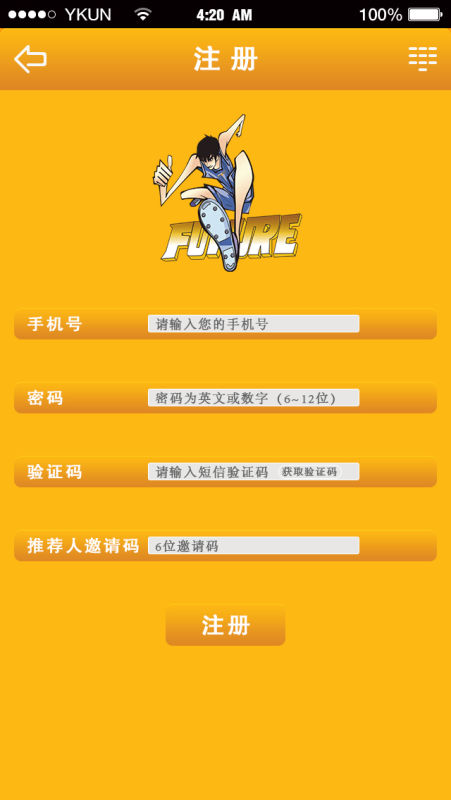 YKUN 4:20 AM 100%
注册
FUTURE
手机号 请输入您的手机号
密码 密码为英文或数字（6~12位）
验证码 请输入短信验证码 获取验证码
推荐人邀请码 6位邀请码
注册